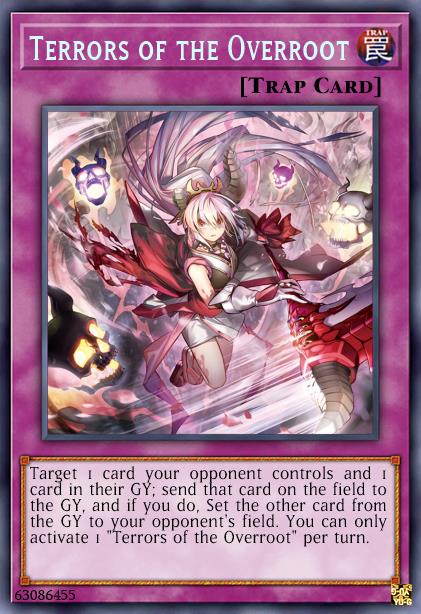 TERRORS OF THE OVERROOT
TRAP
罠
[TRAP CARD]
Target 1 card your opponent controls and 1
card in their GY; send that card on the field to
the GY, and if you do, Set the other card from
the GY to your opponent's field. You can only
activate 1 "Terrors of the Overroot" per turn.
63086455